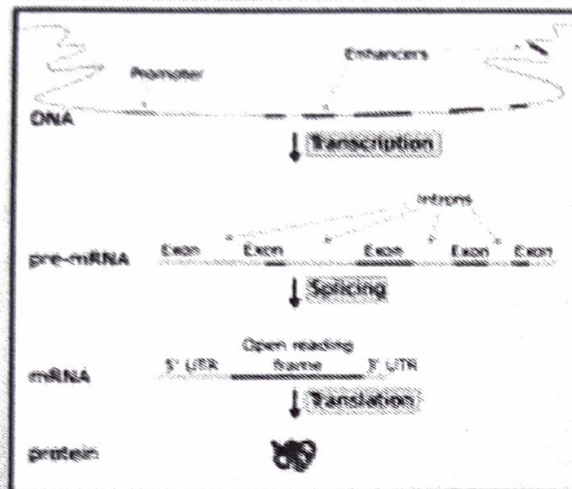 Enhancers
Promoter
DNA
Transcription
Introns
Exon Exon Exon Exon Exon
pre-mRNA
Splicing
Open reading
5' UTR frame 3' UTR
mRNA
Translation
protein